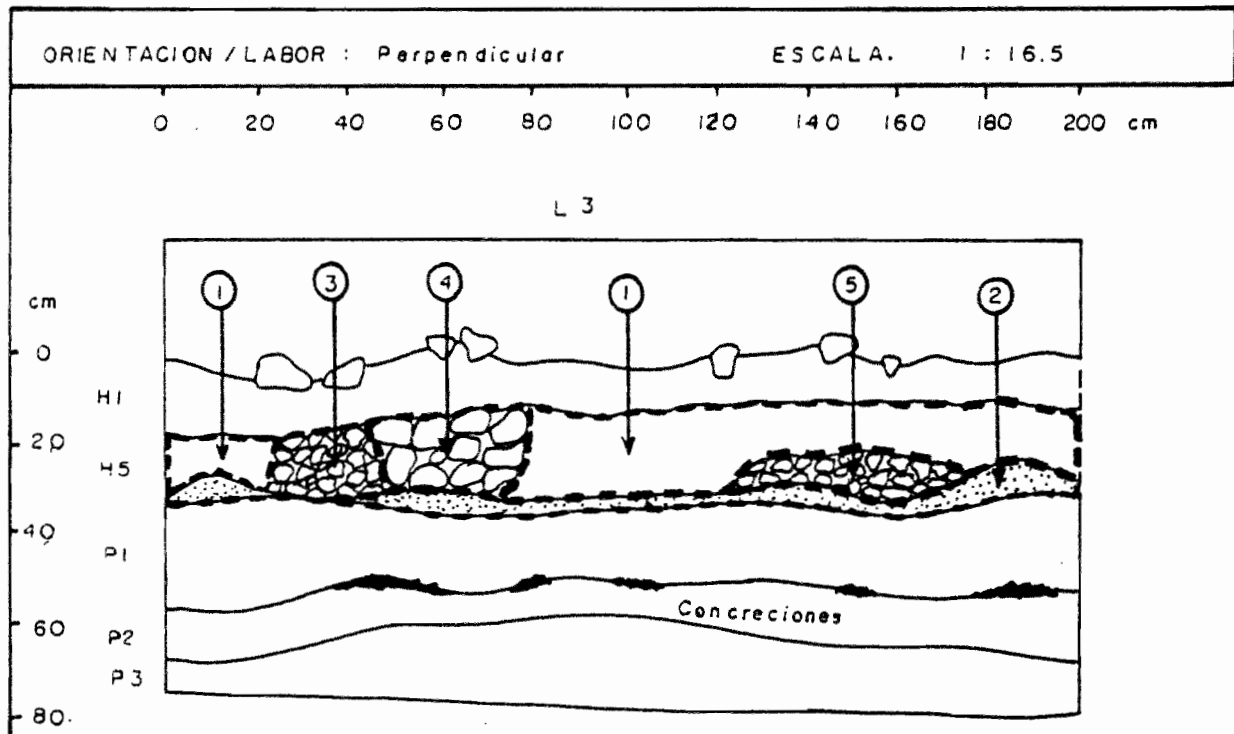 ORIENTACION / LABOR : Perpendicular ESCALA. 1 : 16.5
0 20 40 60 80 100 120 140 160 180 200 cm
L 3
1 3 4 1 5 2
cm
0
H1
20
H5
40
P1
Concreciones
60
P2
P3
80.